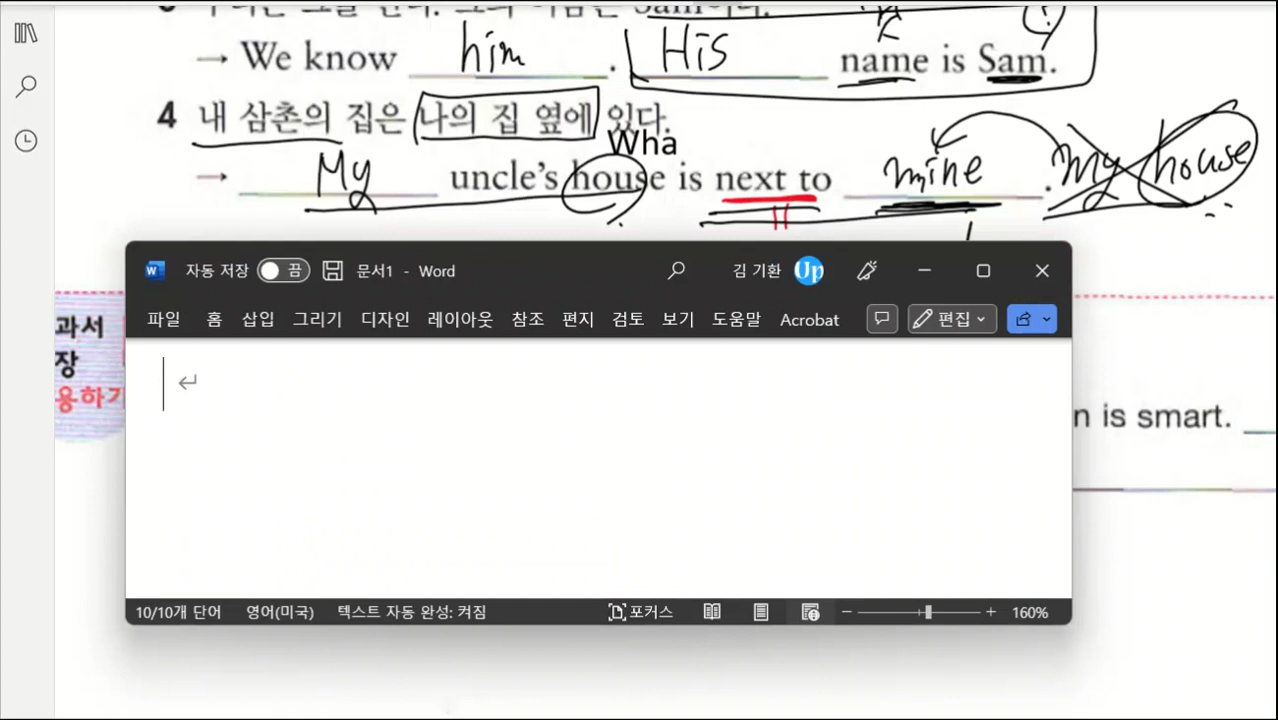 → We know him . His name is Sam.
4 내 삼촌의 집은 나의 집 옆에 있다.
Wha
→ My uncle's house is next to mine . my house
자동 저장 끔 문서1 - Word 김 기환 Up
파일 홈 삽입 그리기 디자인 레이아웃 참조 편지 검토 보기 도움말 Acrobat 편집
과서
장
용하기
n is smart.
10/10개 단어 영어(미국) 텍스트 자동 완성: 켜짐 포커스 160%